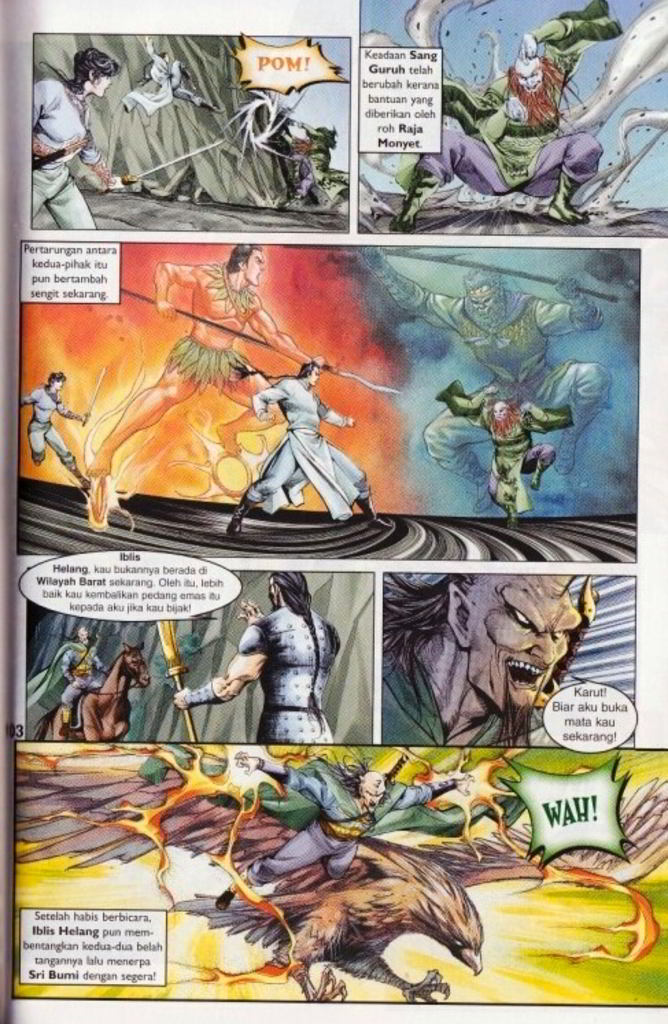 POM!
Keadaan Sang
Guruh telah
berubah kerana
bantuan yang
diberikan oleh
roh Raja
Monyet.
Pertarungan antara
kedua-pihak itu
pun bertambah
sengit sekarang.
Iblis
Helang, kau bukannya berada di
Wilayah Barat sekarang. Oleh itu, lebih
baik kau kembalikan pedang emas itu
kepada aku jika kau bijak!
Karut!
Biar aku buka
mata kau
sekarang!
103
WAH!
Setelah habis berbicara,
Iblis Helang pun mem-
bentangkan kedua-dua belah
tangannya lalu menerpa
Sri Bumi dengan segera!